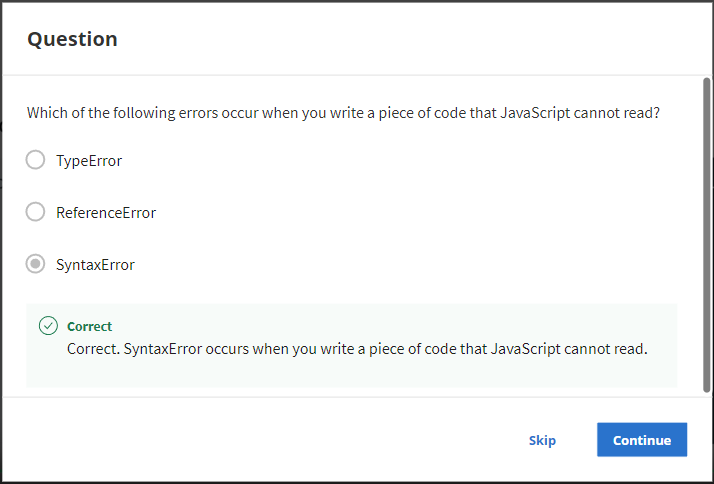 Question
Which of the following errors occur when you write a piece of code that JavaScript cannot read?
TypeError
ReferenceError
SyntaxError
Correct
Correct. SyntaxError occurs when you write a piece of code that JavaScript cannot read.
Skip
Continue